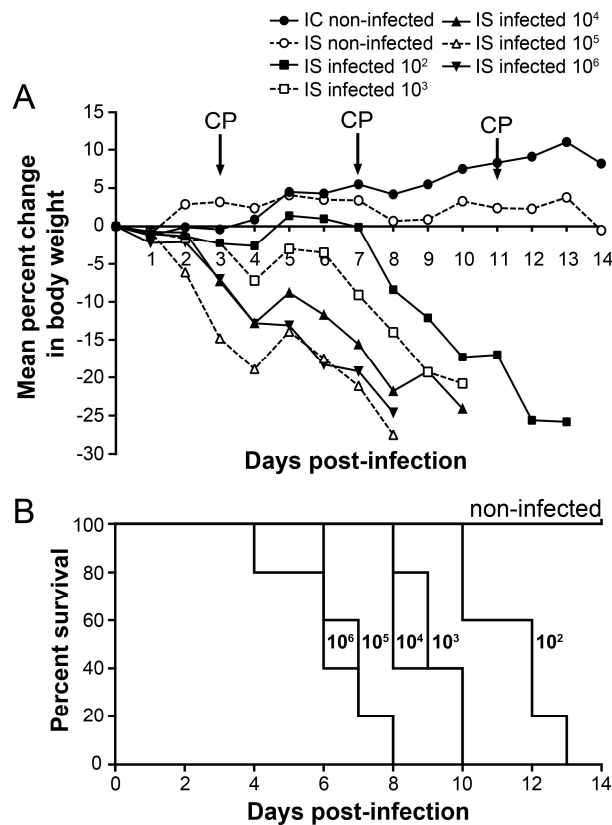 IC non-infected
IS non-infected
IS infected 10²
IS infected 10³
IS infected 10⁴
IS infected 10⁵
IS infected 10⁶
A
CP CP CP
Mean percent change
in body weight
15
10
5
0
-5
-10
-15
-20
-25
-30
1 2 3 4 5 6 7 8 9 10 11 12 13 14
Days post-infection
B
non-infected
Percent survival
100
80
60
40
20
0
10⁶ 10⁵ 10⁴ 10³ 10²
0 2 4 6 8 10 12 14
Days post-infection